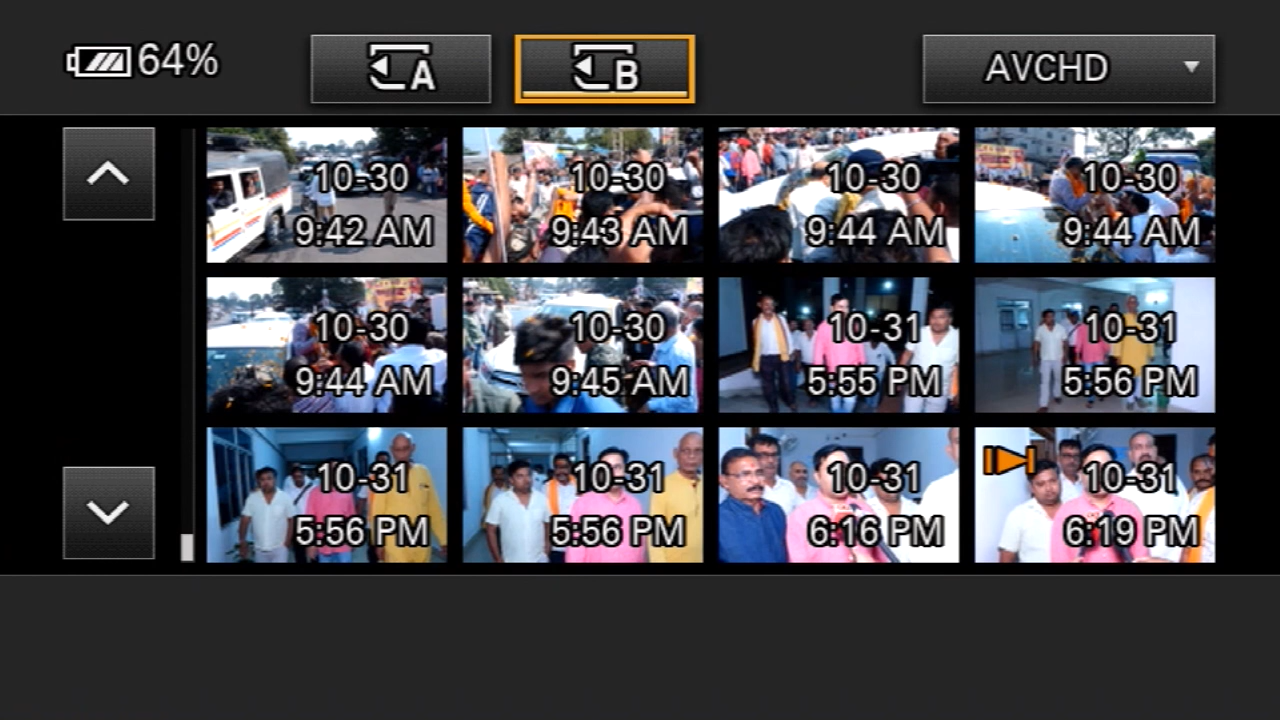 64%
A
B
AVCHD
10-30
9:42 AM
10-30
9:43 AM
10-30
9:44 AM
10-30
9:44 AM
10-30
9:44 AM
10-30
9:45 AM
10-31
5:55 PM
10-31
5:56 PM
10-31
5:56 PM
10-31
5:56 PM
10-31
6:16 PM
10-31
6:19 PM